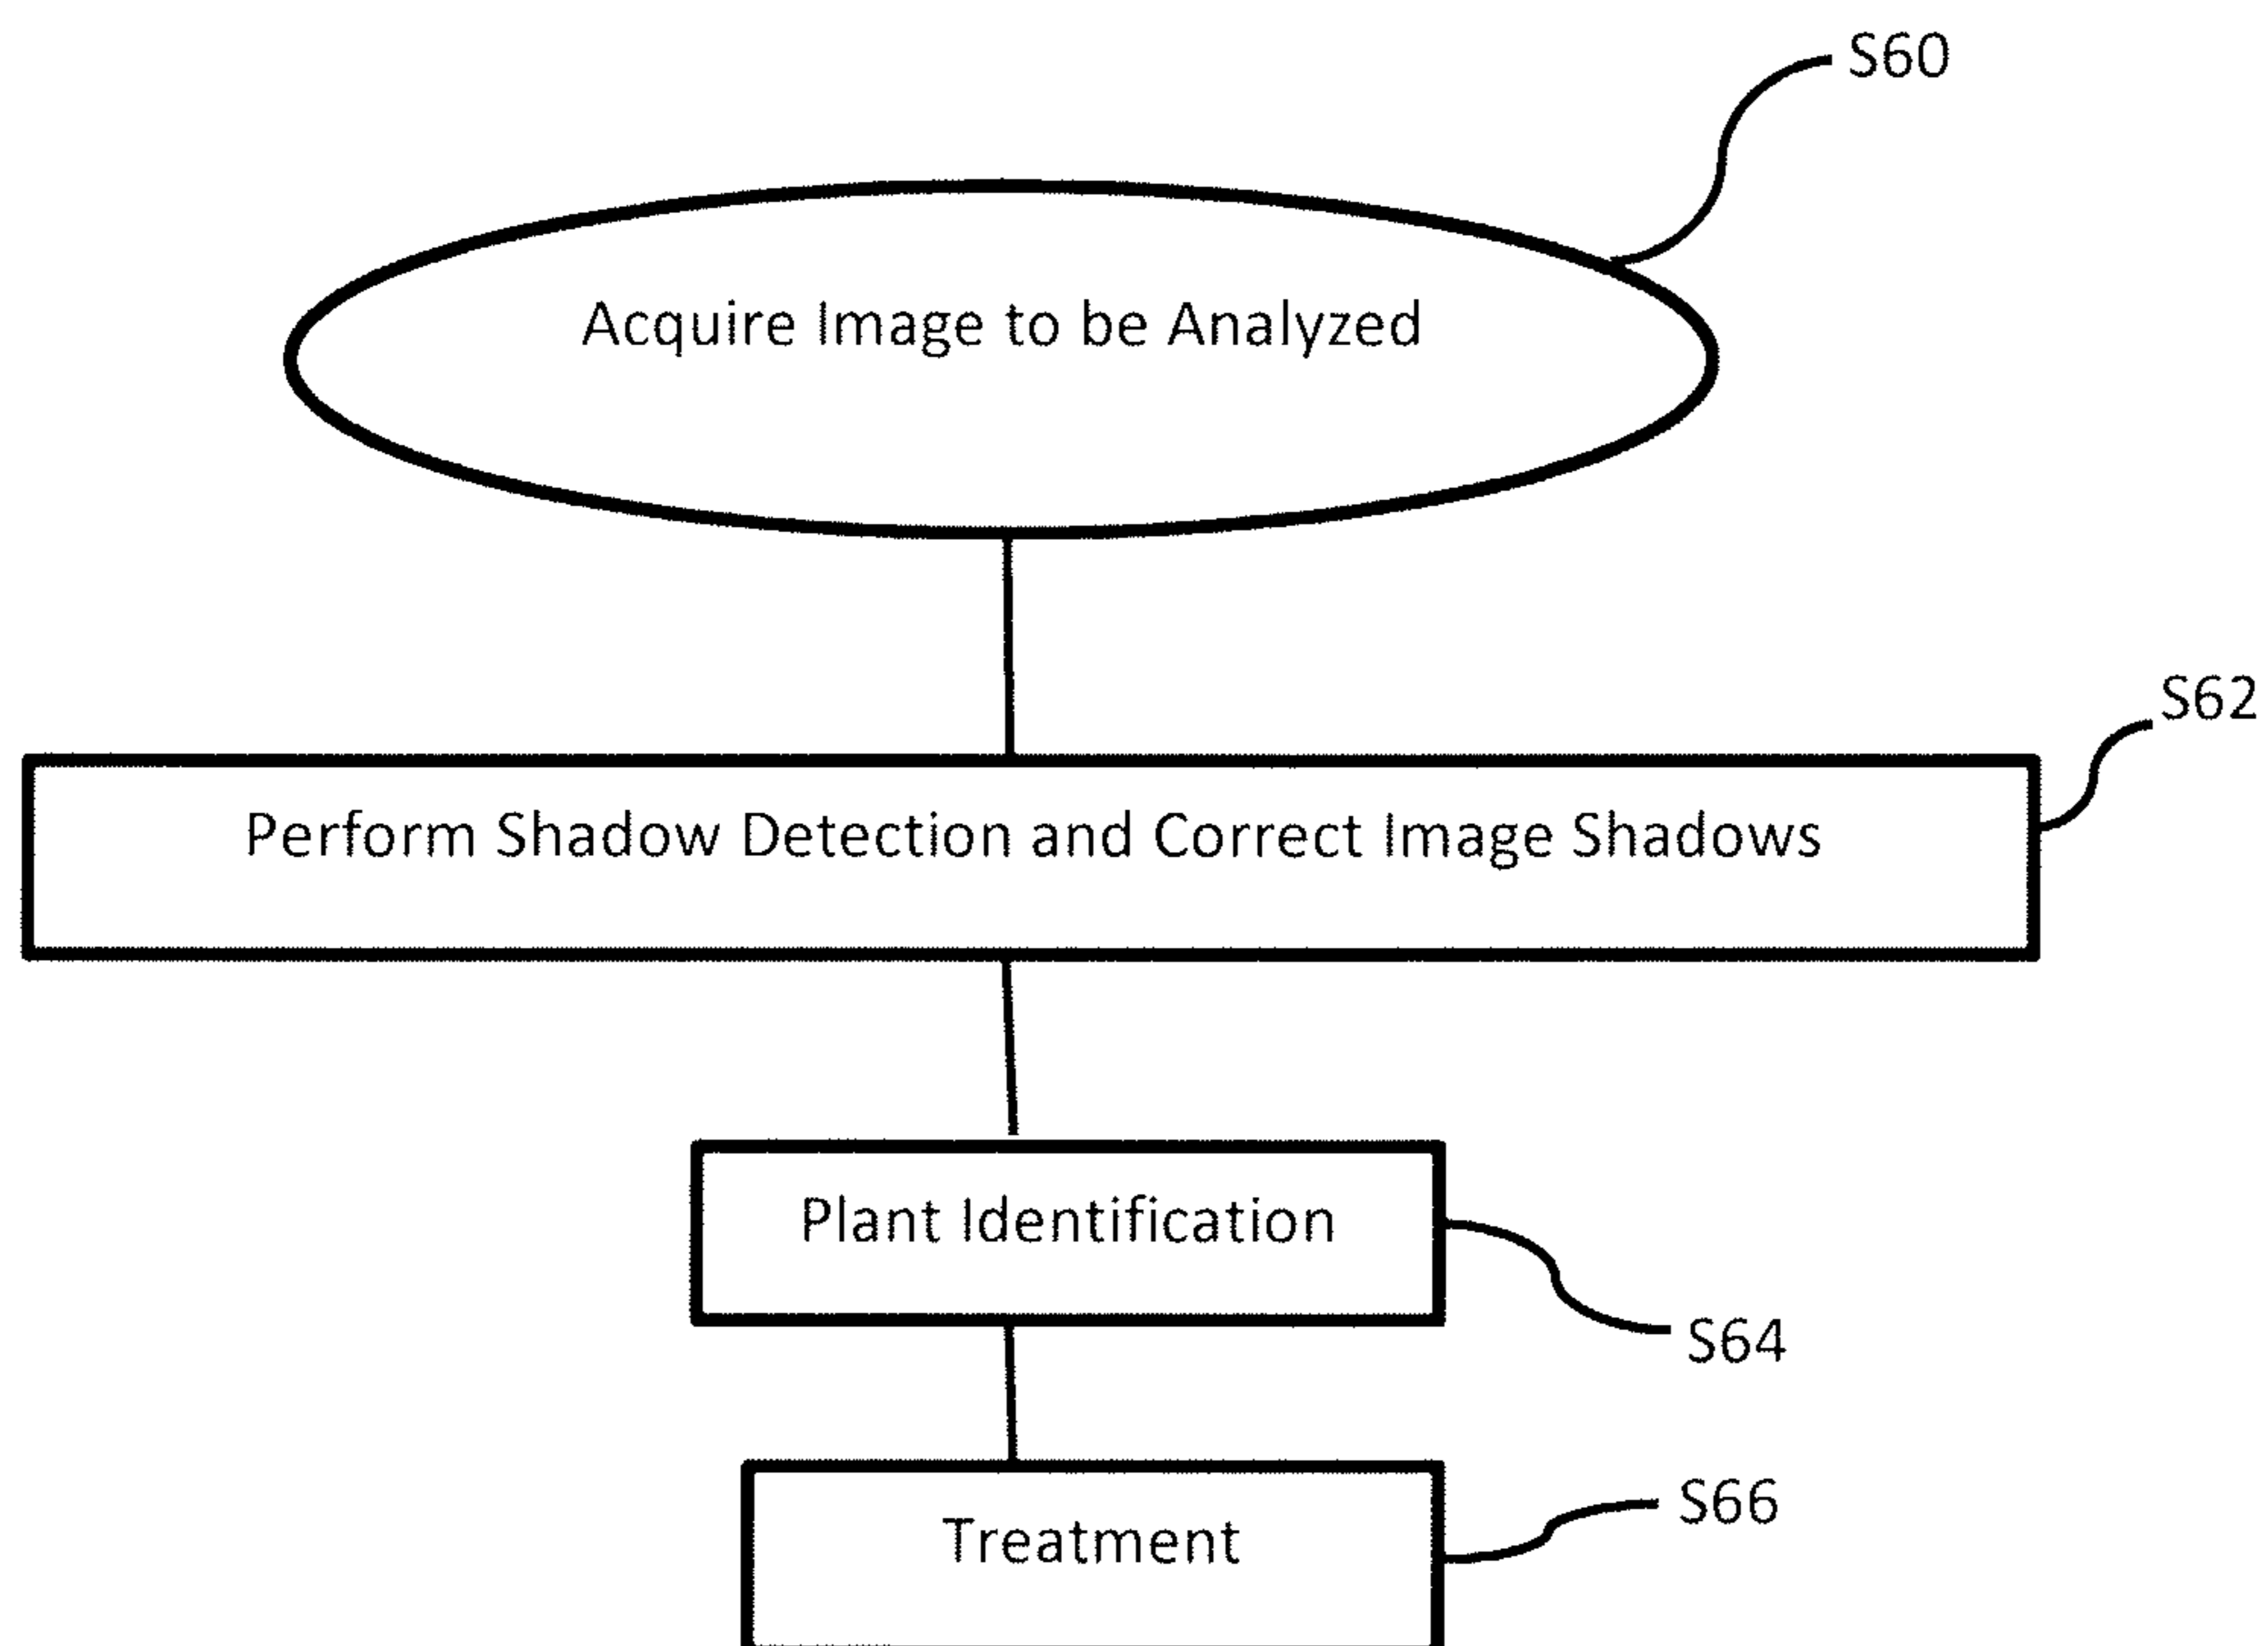 S60
Acquire Image to be Analyzed
S62
Perform Shadow Detection and Correct Image Shadows
Plant Identification
S64
S66
Treatment